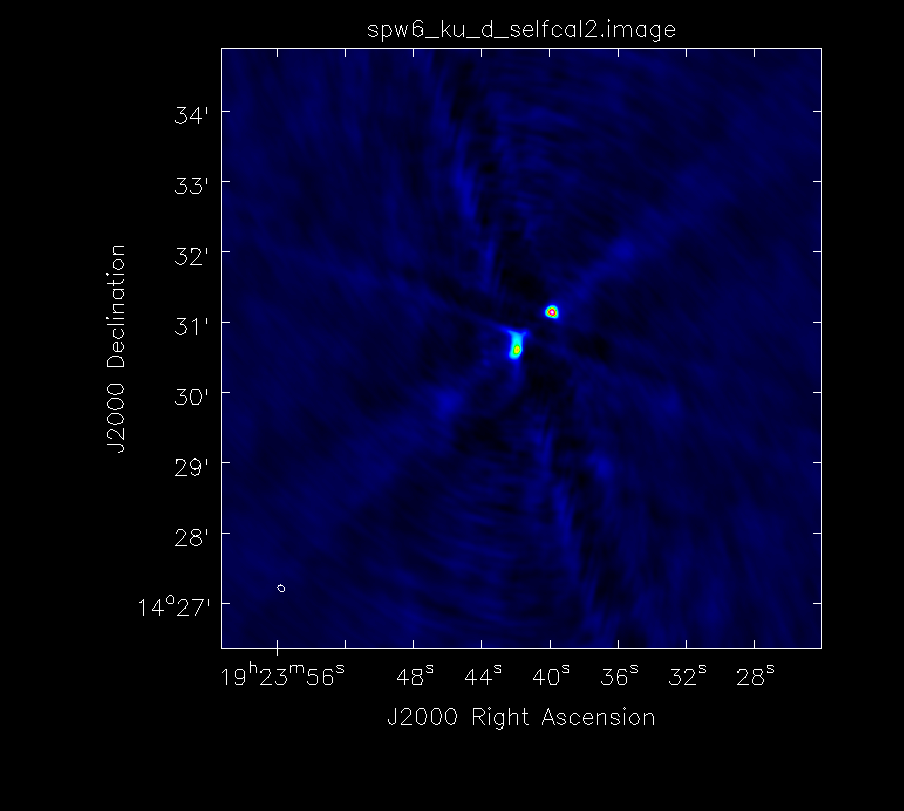 spw6_ku_d_selfcal2.image
34'
33'
32'
31'
30'
29'
28'
14°27'
19ʰ23ᵐ56ˢ 48ˢ 44ˢ 40ˢ 36ˢ 32ˢ 28ˢ
J2000 Declination
J2000 Right Ascension